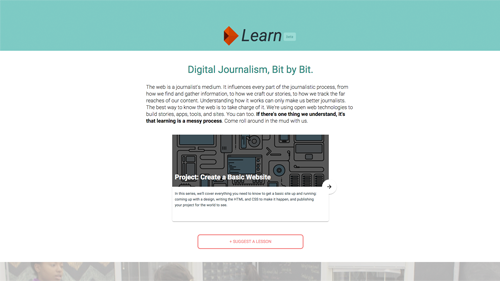 Learn
Digital Journalism, Bit by Bit.
The web is a journalist's medium. It influences every part of the journalistic process, from
how we find and gather information, to how we craft our stories, to how we track the far
reaches of our content. Understanding how it works can only make us better journalists.
The best way to know the web is to take charge of it. We're using open web technologies to
build stories, apps, tools, and sites. You can too. If there's one thing we understand, it's
that learning is a messy process. Come roll around in the mud with us.
Project: Create a Basic Website
In this series, we'll cover everything you need to know to get a basic site up and running:
coming up with a design, writing the HTML and CSS to make it happen, and publishing
your project for the world to see.
+ SUGGEST A LESSON